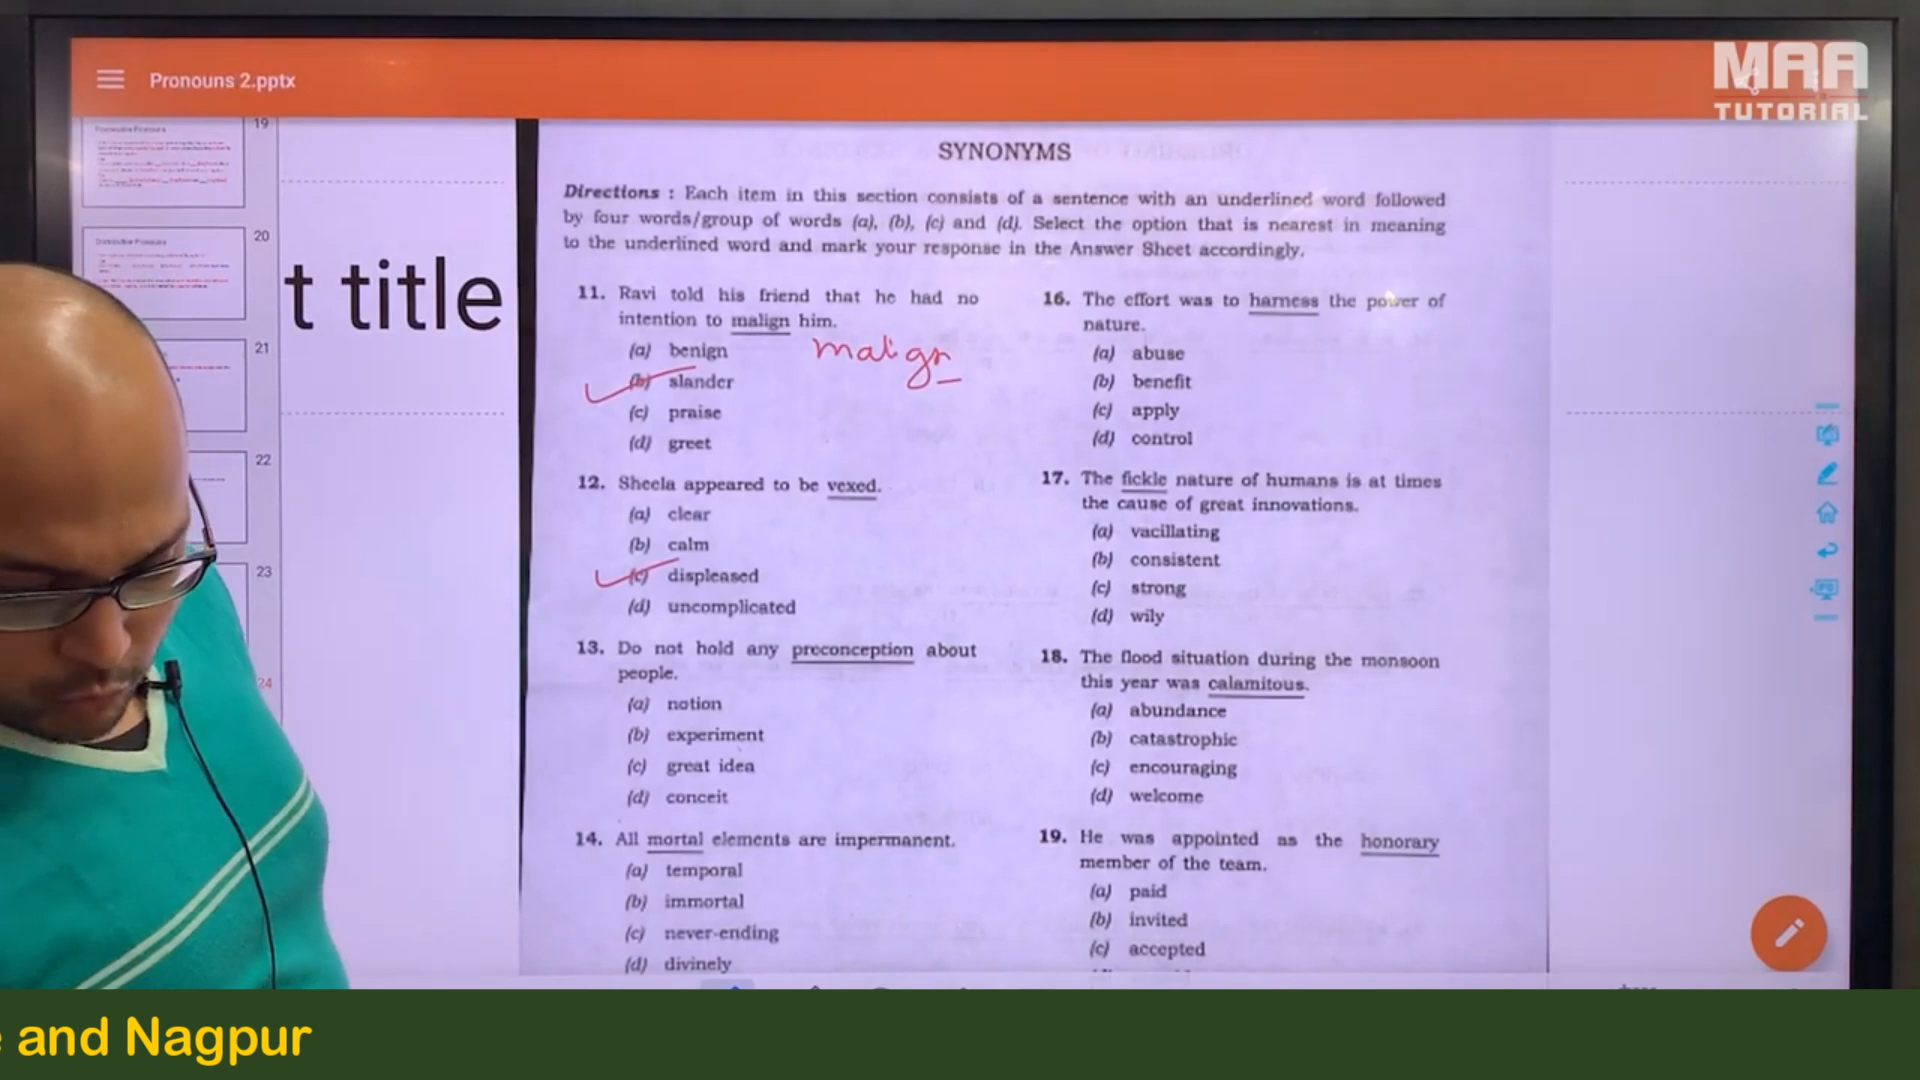 Pronouns 2.pptx
MAA
TUTORIAL
19
Distributive Pronouns
20
21
22
23
24
t title
SYNONYMS
Directions : Each item in this section consists of a sentence with an underlined word followed
by four words/group of words (a), (b), (c) and (d). Select the option that is nearest in meaning
to the underlined word and mark your response in the Answer Sheet accordingly.
11. Ravi told his friend that he had no
intention to malign him.
(a) benign
malign
(b) slander
(c) praise
(d) greet
12. Sheela appeared to be vexed.
(a) clear
(b) calm
(c) displeased
(d) uncomplicated
13. Do not hold any preconception about
people.
(a) notion
(b) experiment
(c) great idea
(d) conceit
14. All mortal elements are impermanent.
(a) temporal
(b) immortal
(c) never-ending
(d) divinely
16. The effort was to harness the power of
nature.
(a) abuse
(b) benefit
(c) apply
(d) control
17. The fickle nature of humans is at times
the cause of great innovations.
(a) vacillating
(b) consistent
(c) strong
(d) wily
18. The flood situation during the monsoon
this year was calamitous.
(a) abundance
(b) catastrophic
(c) encouraging
(d) welcome
19. He was appointed as the honorary
member of the team.
(a) paid
(b) invited
(c) accepted
and Nagpur